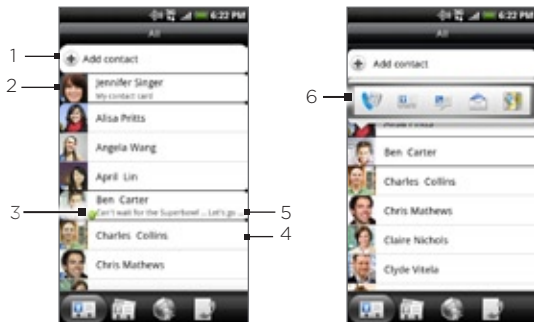 6:22 PM
All
1
Add contact
2
Jennifer Singer
My contact card
Alisa Pritts
Angela Wang
April Lin
Ben Carter
3
Can't wait for the Superbowl ... Let's go ...
5
Charles Collins
4
Chris Mathews
6:22 PM
All
Add contact
6
Ben Carter
Charles Collins
Chris Mathews
Claire Nichols
Clyde Vitela